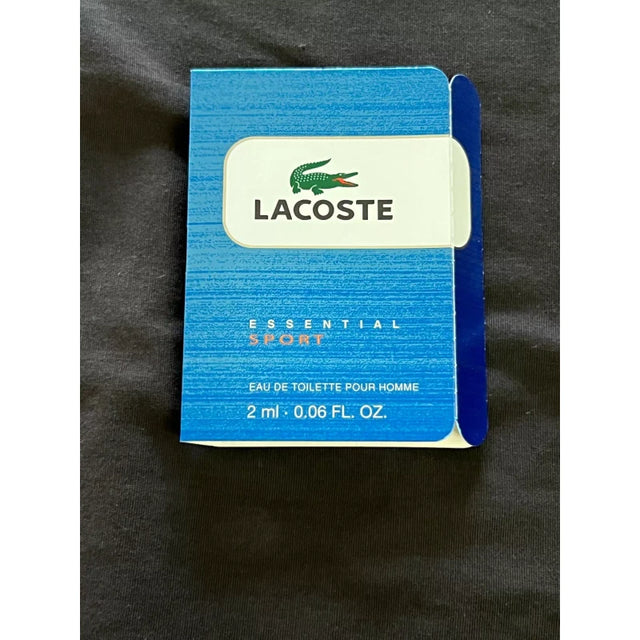 LACOSTE
ESSENTIAL
SPORT
EAU DE TOILETTE POUR HOMME
2 ml · 0.06 FL. OZ.